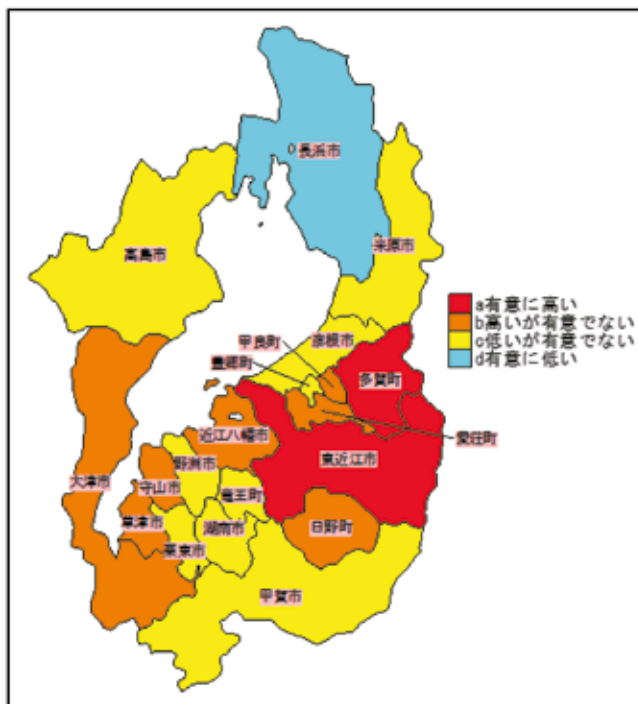 長浜市
米原市
高島市
a有意に高い
b高いが有意でない
c低いが有意でない
d有意に低い
甲良町
彦根市
豊郷町
多賀町
愛荘町
近江八幡市
東近江市
野洲市
大津市
守山市
竜王町
草津市
湖南市
日野町
栗東市
甲賀市